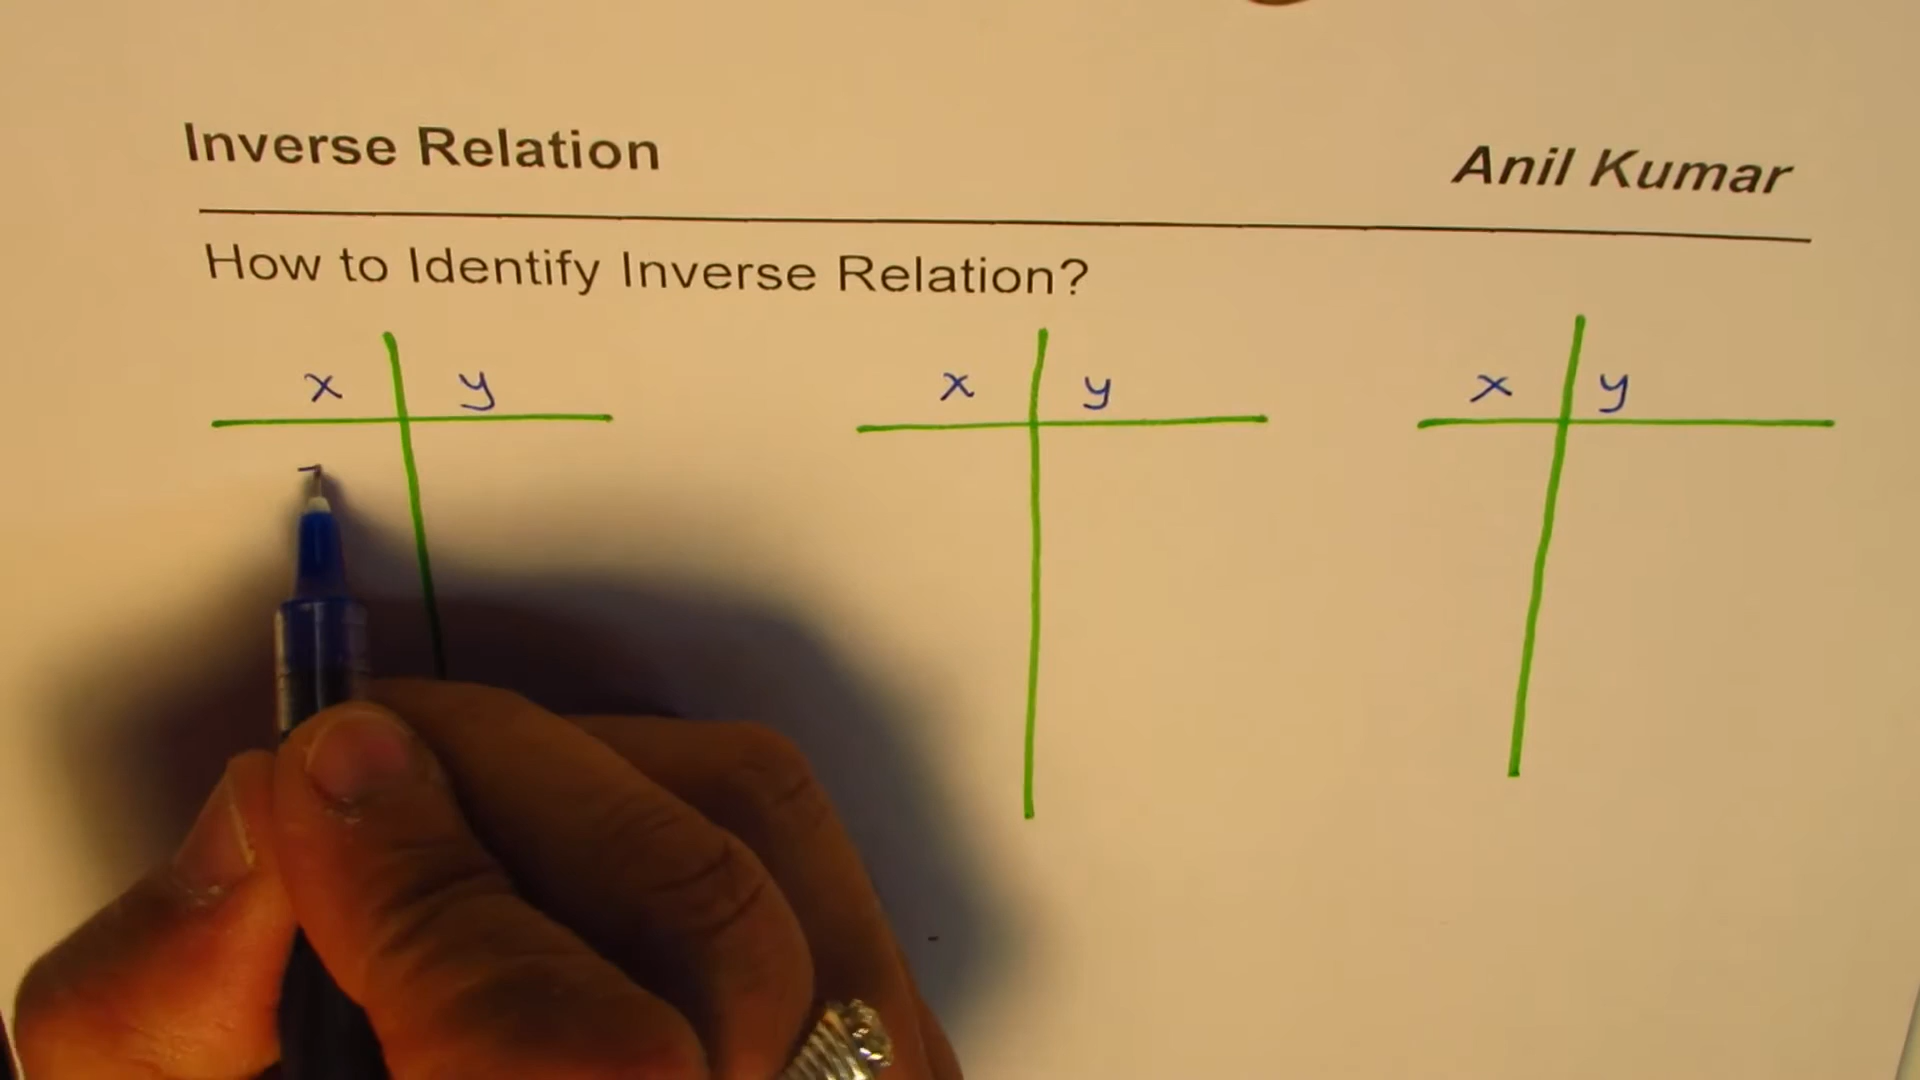 Inverse Relation Anil Kumar
How to Identify Inverse Relation?
x y x y x y